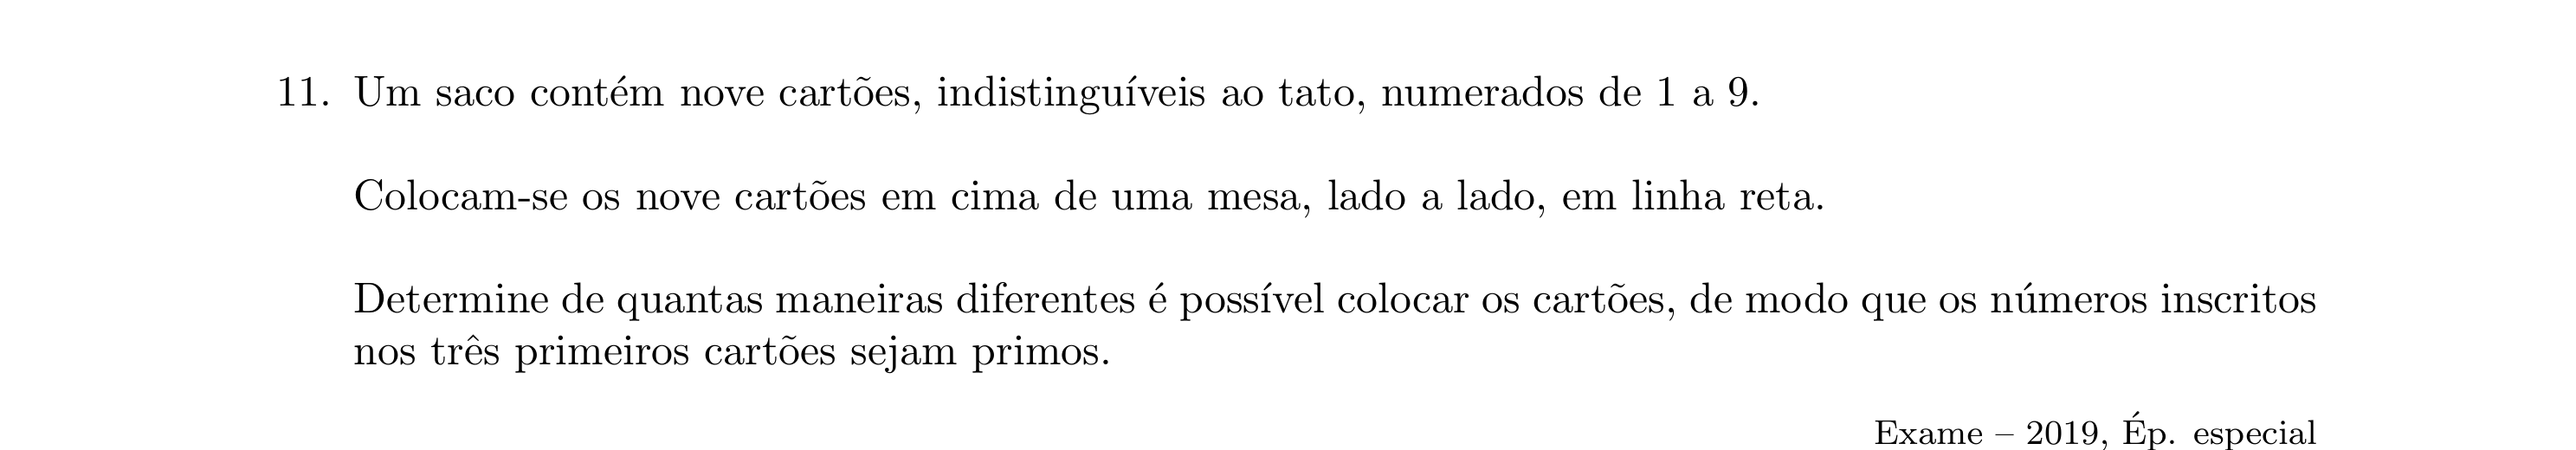 11. Um saco contém nove cartões, indistinguíveis ao tato, numerados de 1 a 9.
Colocam-se os nove cartões em cima de uma mesa, lado a lado, em linha reta.
Determine de quantas maneiras diferentes é possível colocar os cartões, de modo que os números inscritos
nos três primeiros cartões sejam primos.
Exame – 2019, Ép. especial